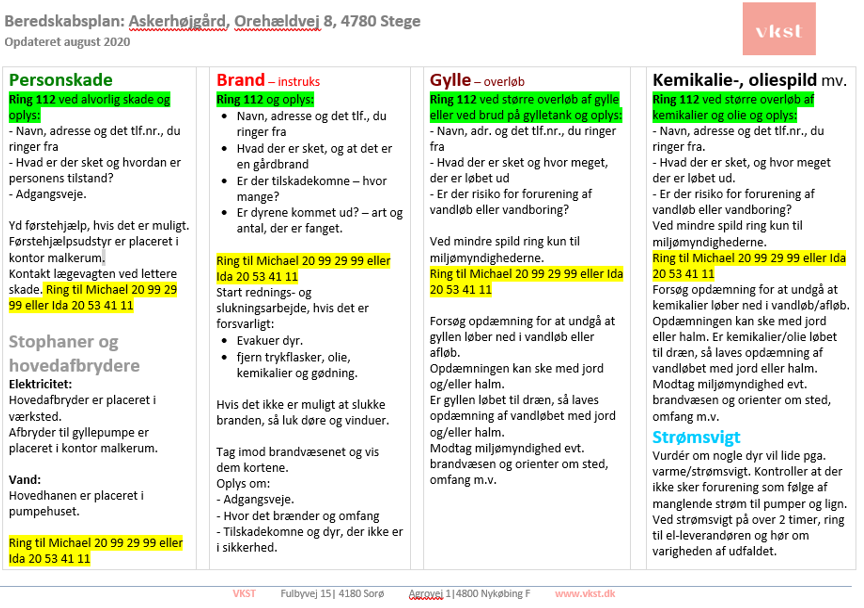 Beredskabsplan: Askerhøjgård, Orehældvej 8, 4780 Stege
Opdateret august 2020
vkst
Personskade
Ring 112 ved alvorlig skade og
oplys:
- Navn, adresse og det tlf.nr., du
ringer fra
- Hvad er der sket og hvordan er
personens tilstand?
- Adgangsveje.
Yd førstehjælp, hvis det er muligt.
Førstehjælpsudstyr er placeret i
kontor malkerum.
Kontakt lægevagten ved lettere
skade. Ring til Michael 20 99 29
99 eller Ida 20 53 41 11
Stophaner og
hovedafbrydere
Elektricitet:
Hovedafbryder er placeret i
værksted.
Afbryder til gyllepumpe er
placeret i kontor malkerum.
Vand:
Hovedhanen er placeret i
pumpehuset.
Ring til Michael 20 99 29 99 eller
Ida 20 53 41 11
Brand – instruks
Ring 112 og oplys:
• Navn, adresse og det tlf., du
ringer fra
• Hvad der er sket, og at det er
en gårdbrand
• Er der tilskadekomne – hvor
mange?
• Er dyrene kommet ud? – art og
antal, der er fanget.
Ring til Michael 20 99 29 99 eller
Ida 20 53 41 11
Start rednings- og
slukningsarbejde, hvis det er
forsvarligt:
• Evakuer dyr.
• fjern trykflasker, olie,
kemikalier og gødning.
Hvis det ikke er muligt at slukke
branden, så luk døre og vinduer.
Tag imod brandvæsenet og vis
dem kortene.
Oplys om:
- Adgangsveje.
- Hvor det brænder og omfang
- Tilskadekomne og dyr, der ikke er
i sikkerhed.
Gylle – overløb
Ring 112 ved større overløb af gylle
eller ved brud på gylletank og oplys:
- Navn, adr. og det tlf.nr., du ringer
fra
- Hvad der er sket og hvor meget,
der er løbet ud
- Er der risiko for forurening af
vandløb eller vandboring?
Ved mindre spild ring kun til
miljømyndighederne.
Ring til Michael 20 99 29 99 eller Ida
20 53 41 11
Forsøg opdæmning for at undgå at
gyllen løber ned i vandløb eller
afløb.
Opdæmningen kan ske med jord
og/eller halm.
Er gyllen løbet til dræn, så laves
opdæmning af vandløbet med jord
og/eller halm.
Modtag miljømyndighed evt.
brandvæsen og orienter om sted,
omfang m.v.
Kemikalie-, oliespild mv.
Ring 112 ved større overløb af
kemikalier og olie og oplys:
- Navn, adresse og det tlf.nr., du
ringer fra.
- Hvad der er sket, og hvor meget
der er løbet ud.
- Er der risiko for forurening af
vandløb eller vandboring?
Ved mindre spild ring kun til
miljømyndighederne.
Ring til Michael 20 99 29 99 eller Ida
20 53 41 11
Forsøg opdæmning for at undgå at
kemikalier løber ned i vandløb/afløb.
Opdæmningen kan ske med jord
eller halm. Er kemikalie/olie løbet
til dræn, så laves opdæmning af
vandløbet med jord eller halm.
Modtag miljømyndighed evt.
brandvæsen og orienter om sted,
omfang m.v.
Strømsvigt
Vurdér om nogle dyr vil lide pga.
varme/strømsvigt. Kontroller at der
ikke sker forurening som følge af
manglende strøm til pumper og lign.
Ved strømsvigt på over 2 timer, ring
til el-leverandøren og hør om
varigheden af udfaldet.
VKST Fulbyvej 15| 4180 Sorø Agrovej 1|4800 Nykøbing F www.vkst.dk